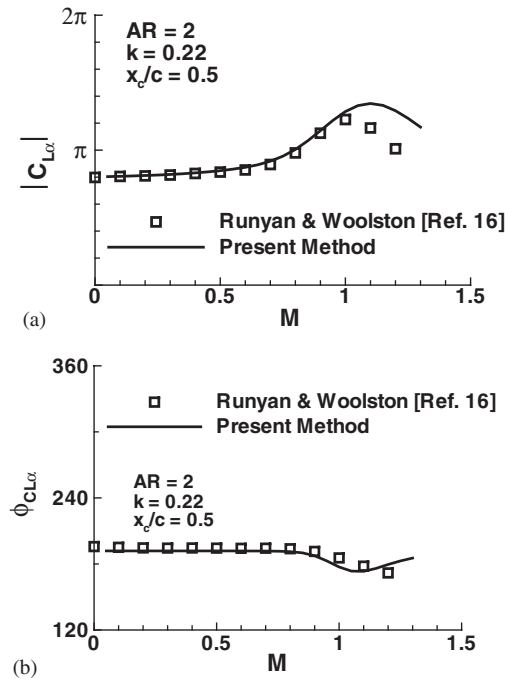 2π
AR = 2
k = 0.22
x_c/c = 0.5
|C_Lα|
π
Runyan & Woolston [Ref. 16]
Present Method
0 0.5 1 1.5
M
(a)
360
Runyan & Woolston [Ref. 16]
Present Method
ϕ_CLα
240
AR = 2
k = 0.22
x_c/c = 0.5
120
0 0.5 1 1.5
M
(b)